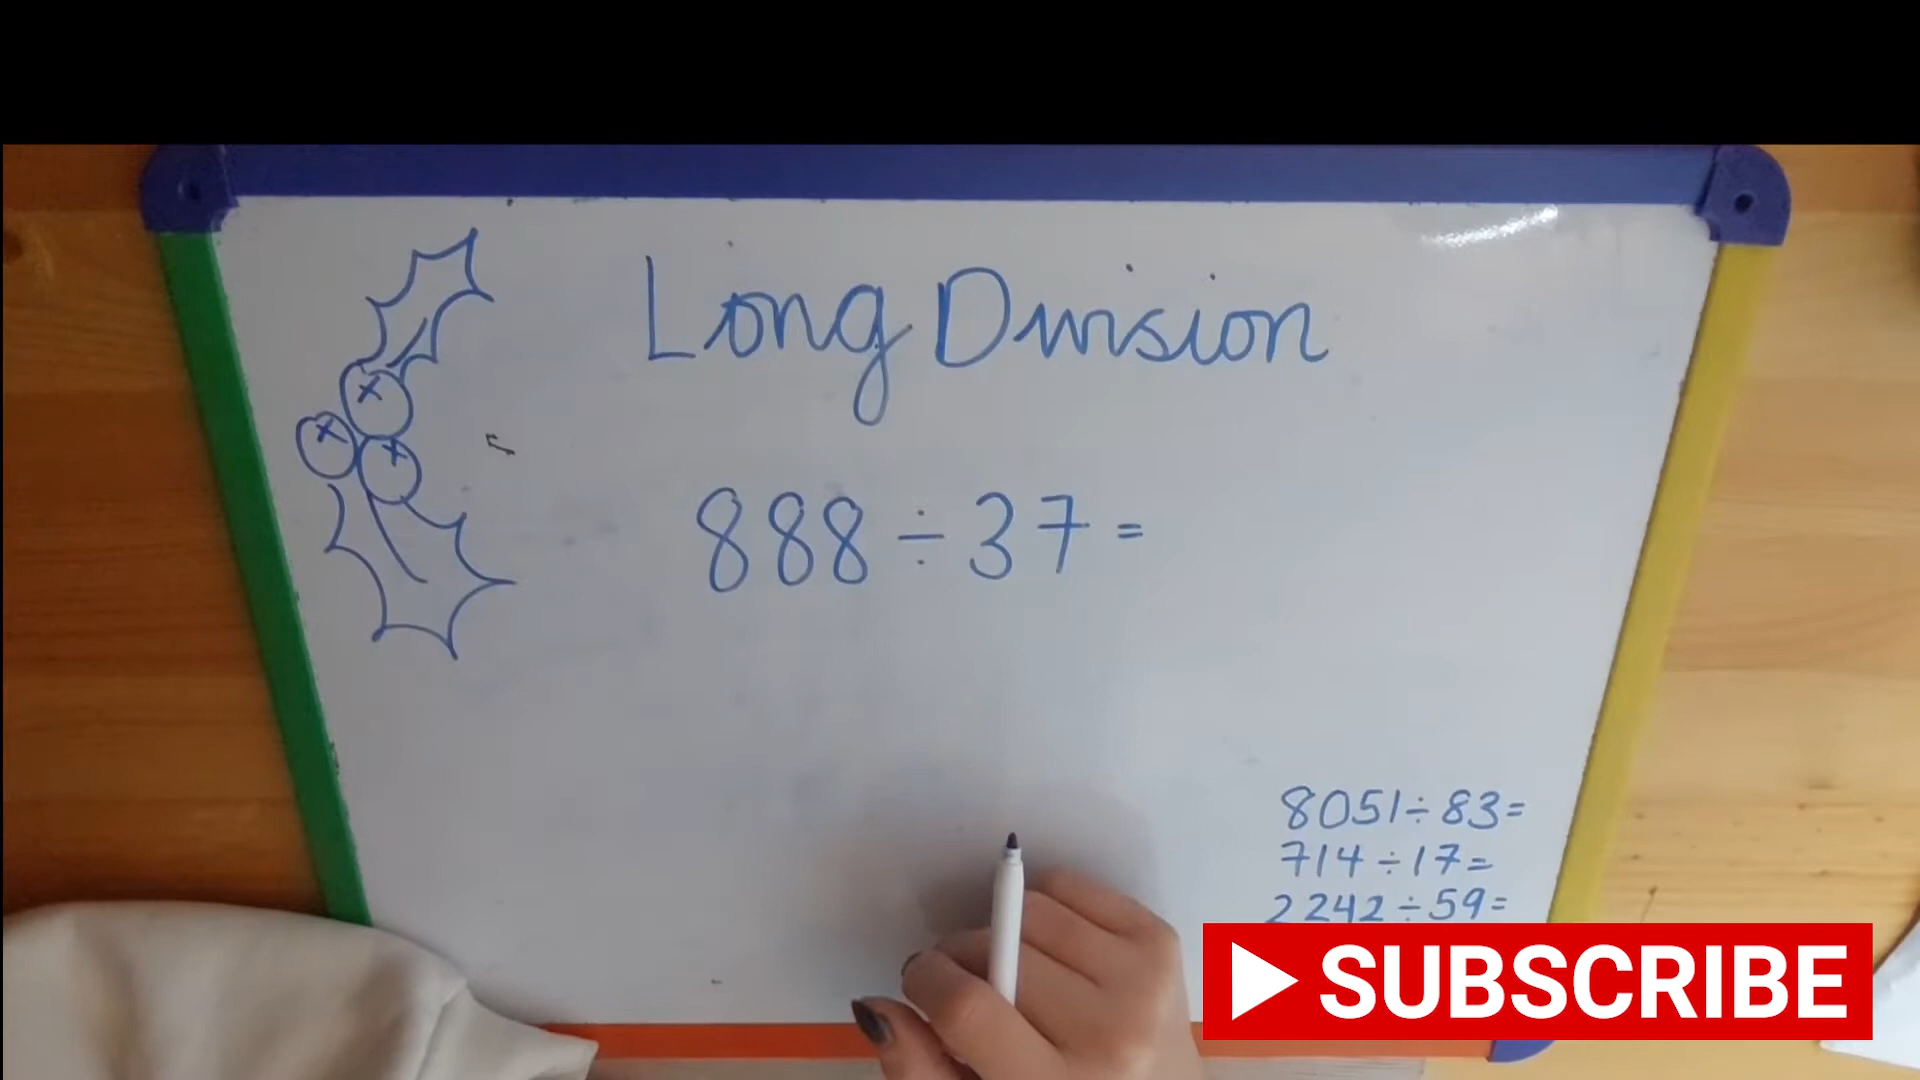 Long Division
888 ÷ 37 =
8051 ÷ 83 =
714 ÷ 17 =
2242 ÷ 59 =
SUBSCRIBE